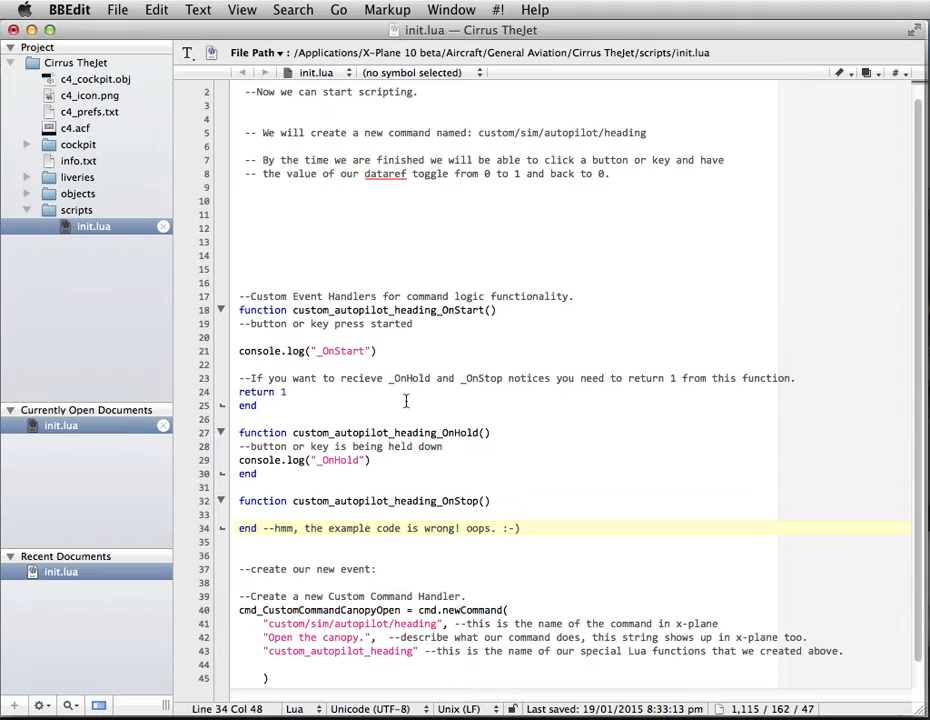 BBEdit File Edit Text View Search Go Markup Window #! Help
init.lua
Project
Cirrus TheJet
c4_cockpit.obj
c4_icon.png
c4_prefs.txt
c4.acf
cockpit
info.txt
liveries
objects
scripts
init.lua
Currently Open Documents
init.lua
Recent Documents
init.lua
T File Path ▾ : /Applications/X-Plane 10 beta/Aircraft/General Aviation/Cirrus TheJet/scripts/init.lua
init.lua (no symbol selected) #
2 --Now we can start scripting.
3
4
5 -- We will create a new command named: custom/sim/autopilot/heading
6
7 -- By the time we are finished we will be able to click a button or key and have
8 -- the value of our dataref toggle from 0 to 1 and back to 0.
9
10
11
12
13
14
15
16
17 --Custom Event Handlers for command logic functionality.
18 function custom_autopilot_heading_OnStart()
19 --button or key press started
20
21 console.log("_OnStart")
22
23 --If you want to recieve _OnHold and _OnStop notices you need to return 1 from this function.
24 return 1
25 end
26
27 function custom_autopilot_heading_OnHold()
28 --button or key is being held down
29 console.log("_OnHold")
30 end
31
32 function custom_autopilot_heading_OnStop()
33
34 end --hmm, the example code is wrong! oops. :-)
35
36
37 --create our new event:
38
39 --Create a new Custom Command Handler.
40 cmd_CustomCommandCanopyOpen = cmd.newCommand(
41 "custom/sim/autopilot/heading", --this is the name of the command in x-plane
42 "Open the canopy.", --describe what our command does, this string shows up in x-plane too.
43 "custom_autopilot_heading" --this is the name of our special Lua functions that we created above.
44
45 )
Line 34 Col 48 Lua Unicode (UTF-8) Unix (LF) Last saved: 19/01/2015 8:33:13 pm 1,115 / 162 / 47